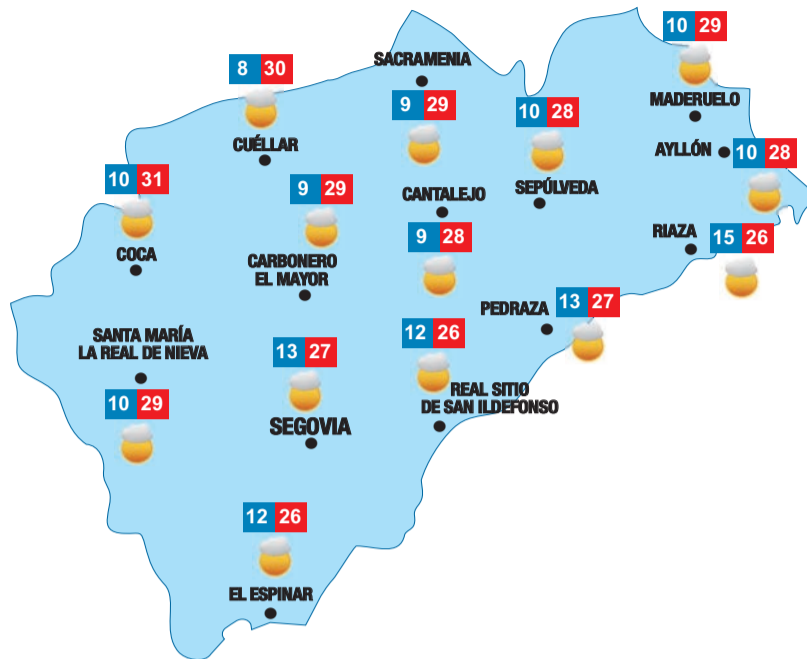 10 29
MADERUELO
SACRAMENIA
8 30
CUÉLLAR
9 29
10 28
SEPÚLVEDA
AYLLÓN
10 28
10 31
COCA
9 29
CARBONERO
EL MAYOR
CANTALEJO
9 28
RIAZA
15 26
PEDRAZA
13 27
SANTA MARÍA
LA REAL DE NIEVA
10 29
13 27
SEGOVIA
12 26
REAL SITIO
DE SAN ILDEFONSO
12 26
EL ESPINAR